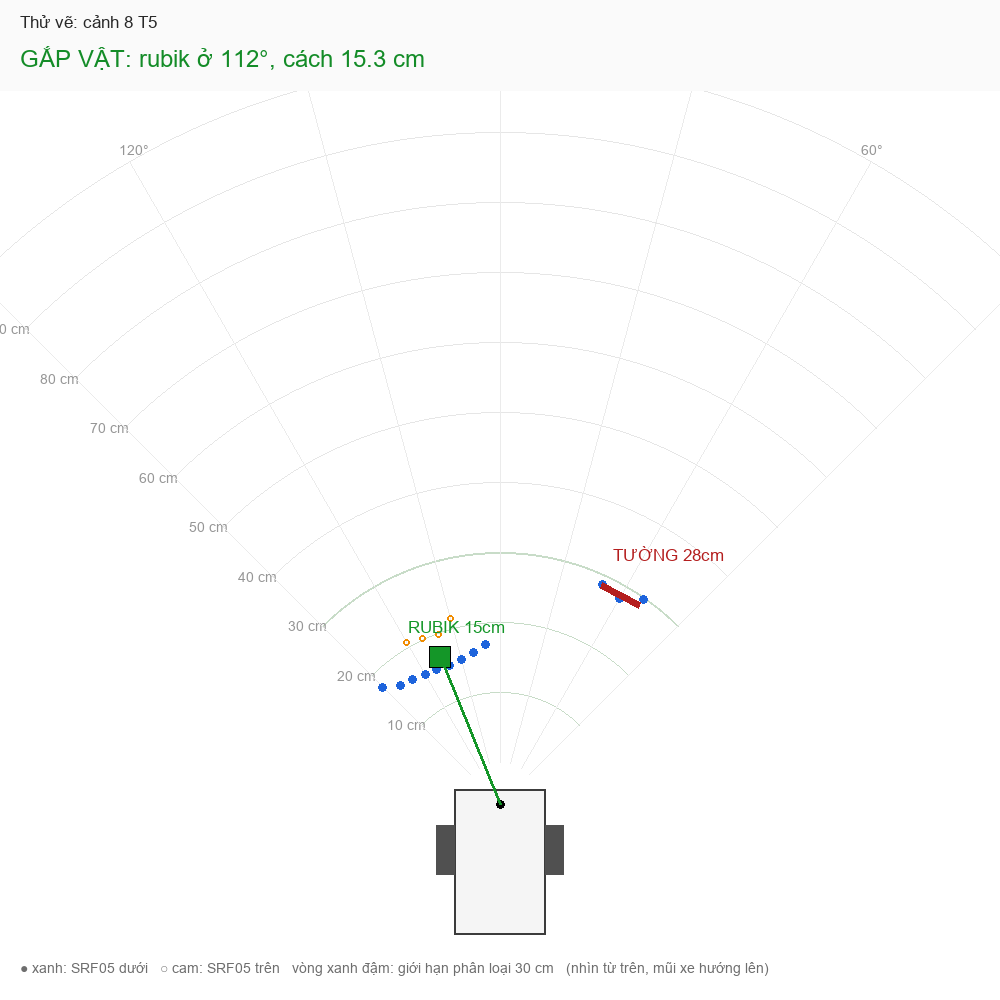 Thử vẽ: cảnh 8 T5
GẮP VẬT: rubik ở 112°, cách 15.3 cm
120°
60°
0 cm
80 cm
70 cm
60 cm
50 cm
40 cm
TƯỜNG 28cm
30 cm
RUBIK 15cm
20 cm
10 cm
● xanh: SRF05 dưới ○ cam: SRF05 trên vòng xanh đậm: giới hạn phân loại 30 cm (nhìn từ trên, mũi xe hướng lên)